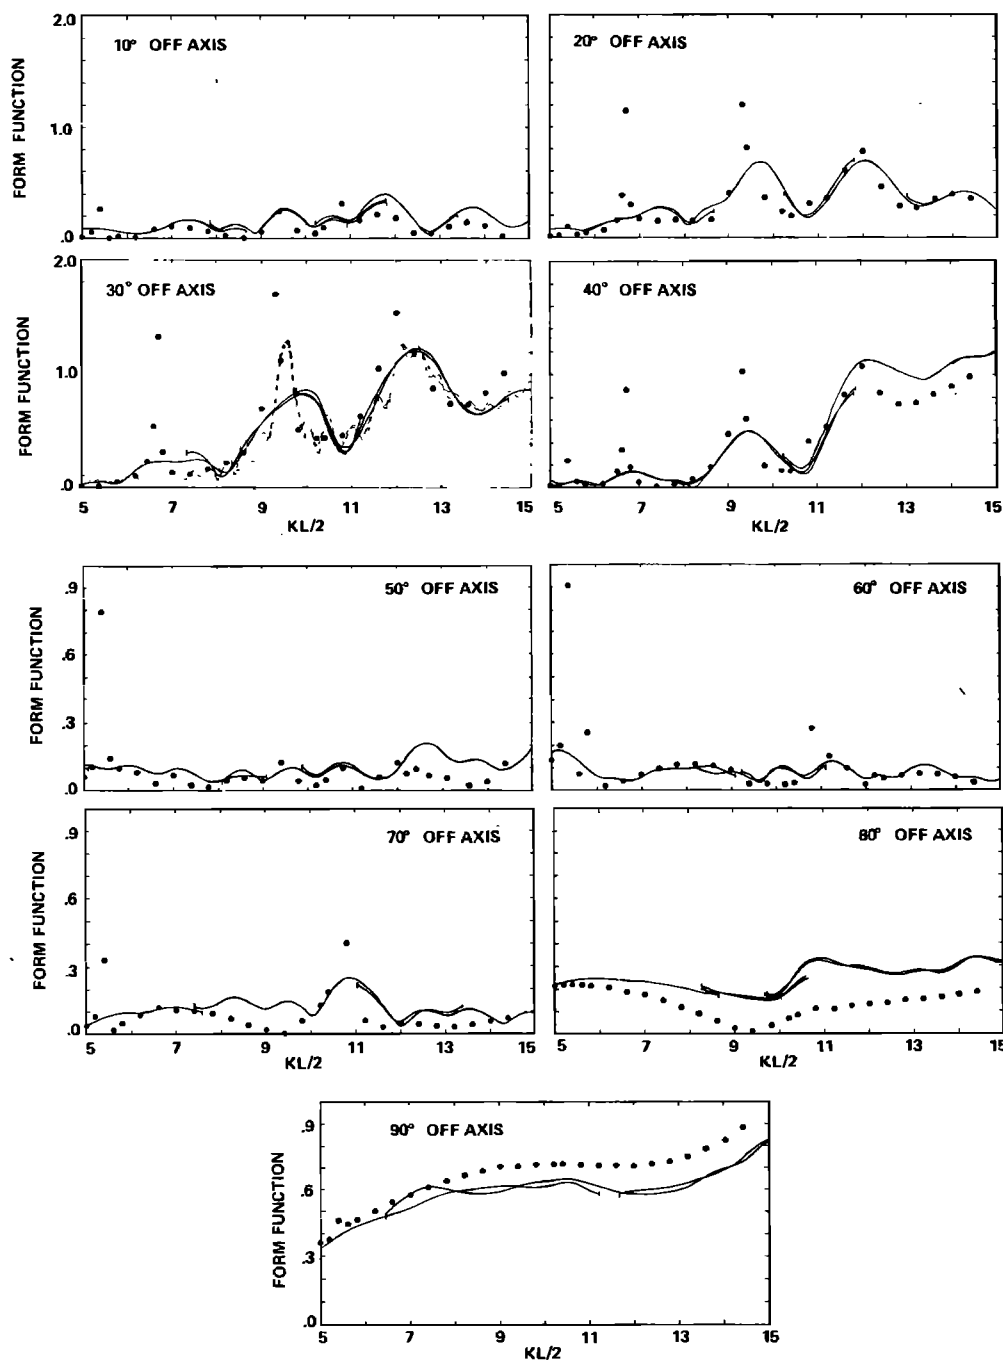 10° OFF AXIS
20° OFF AXIS
FORM FUNCTION
2.0
1.0
.0
30° OFF AXIS
40° OFF AXIS
FORM FUNCTION
2.0
1.0
.0
5 7 9 11 13 15
KL/2
5 7 9 11 13 15
KL/2
50° OFF AXIS
60° OFF AXIS
FORM FUNCTION
.9
.6
.3
.0
70° OFF AXIS
80° OFF AXIS
FORM FUNCTION
.9
.6
.3
.0
5 7 9 11 13 15
KL/2
5 7 9 11 13 15
KL/2
90° OFF AXIS
FORM FUNCTION
.9
.6
.3
.0
5 7 9 11 13 15
KL/2